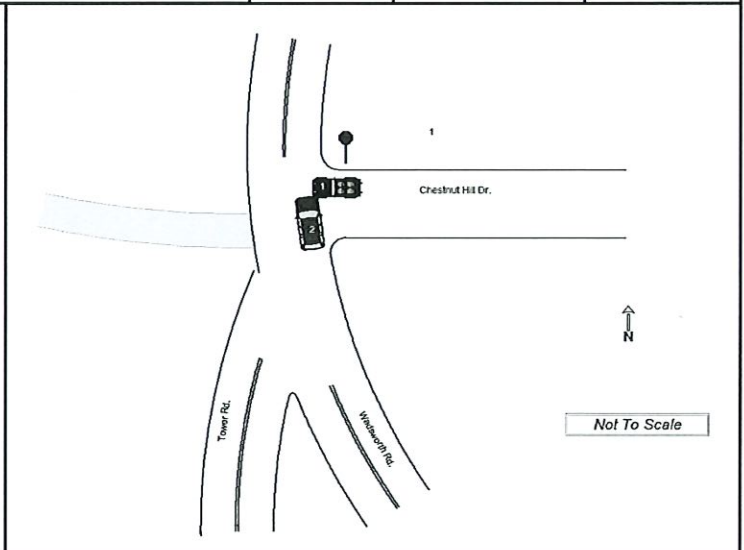 1
Chestnut Hill Dr.
1
2
N
Tower Rd.
Wadsworth Rd.
Not To Scale